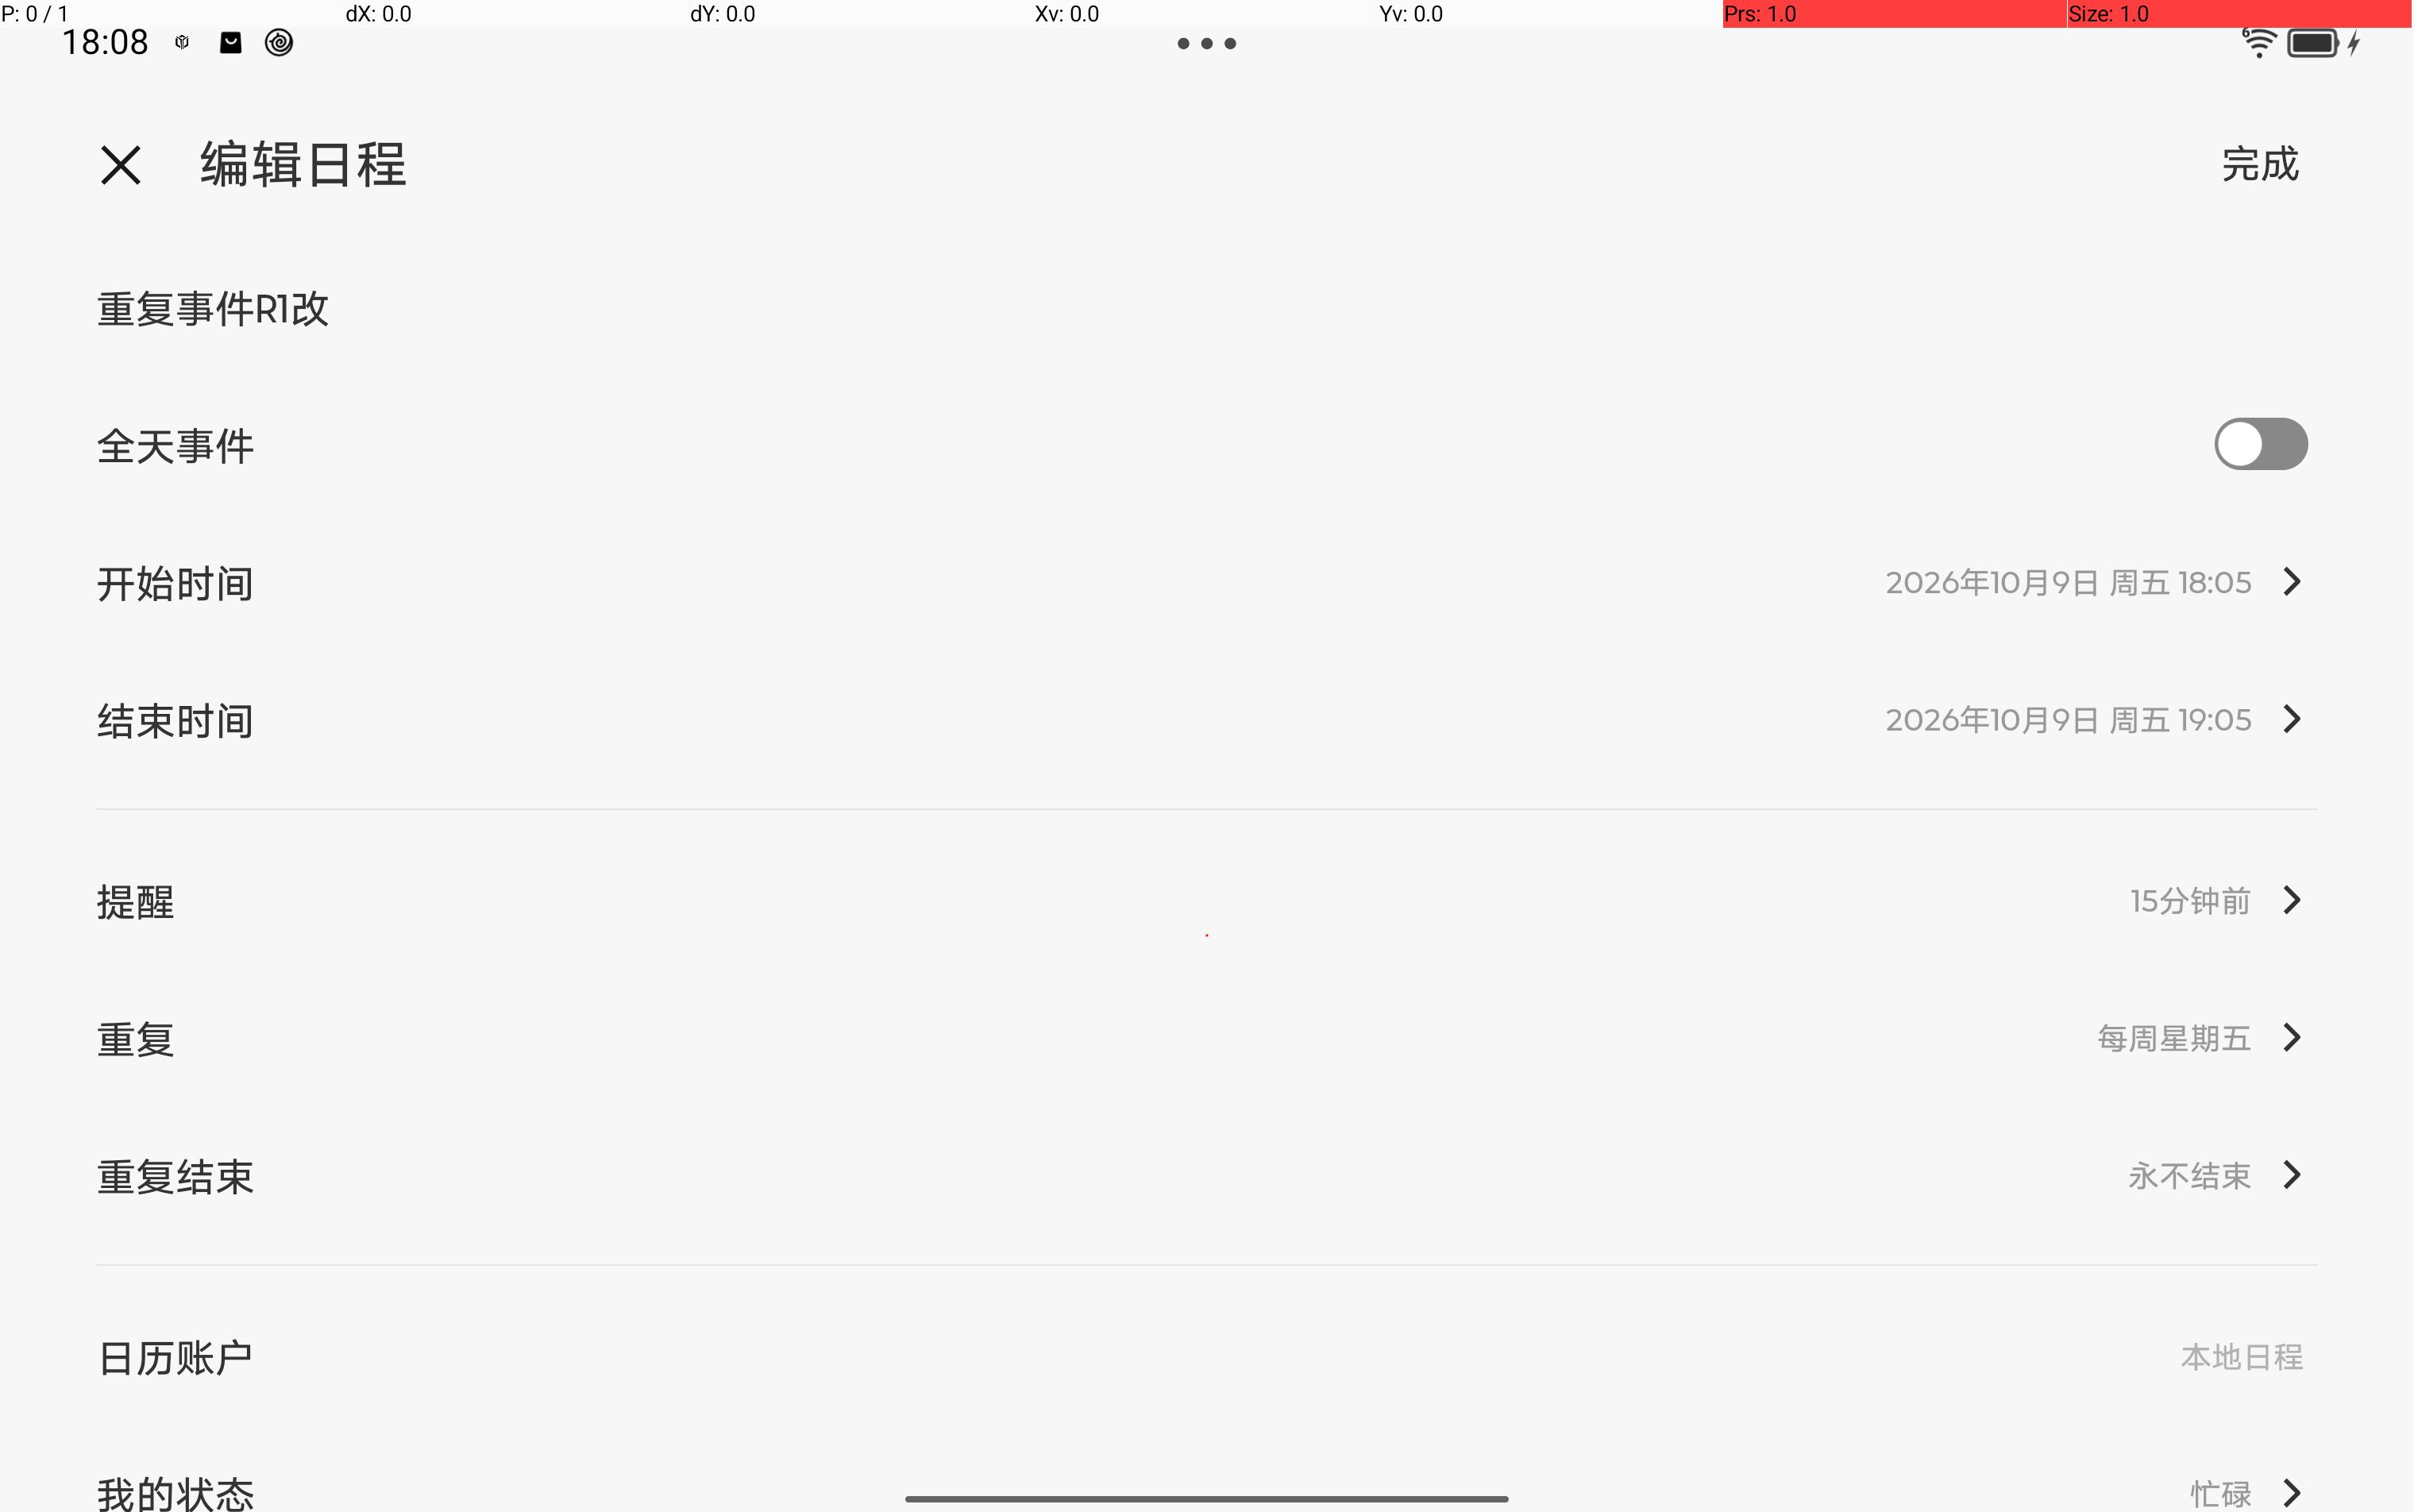 P: 0 / 1 dX: 0.0 dY: 0.0 Xv: 0.0 Yv: 0.0 Prs: 1.0 Size: 1.0
18:08 6
编辑日程 完成
重复事件R1改
全天事件
开始时间 2026年10月9日 周五 18:05
结束时间 2026年10月9日 周五 19:05
提醒 15分钟前
重复 每周星期五
重复结束 永不结束
日历账户 本地日程
我的状态 忙碌